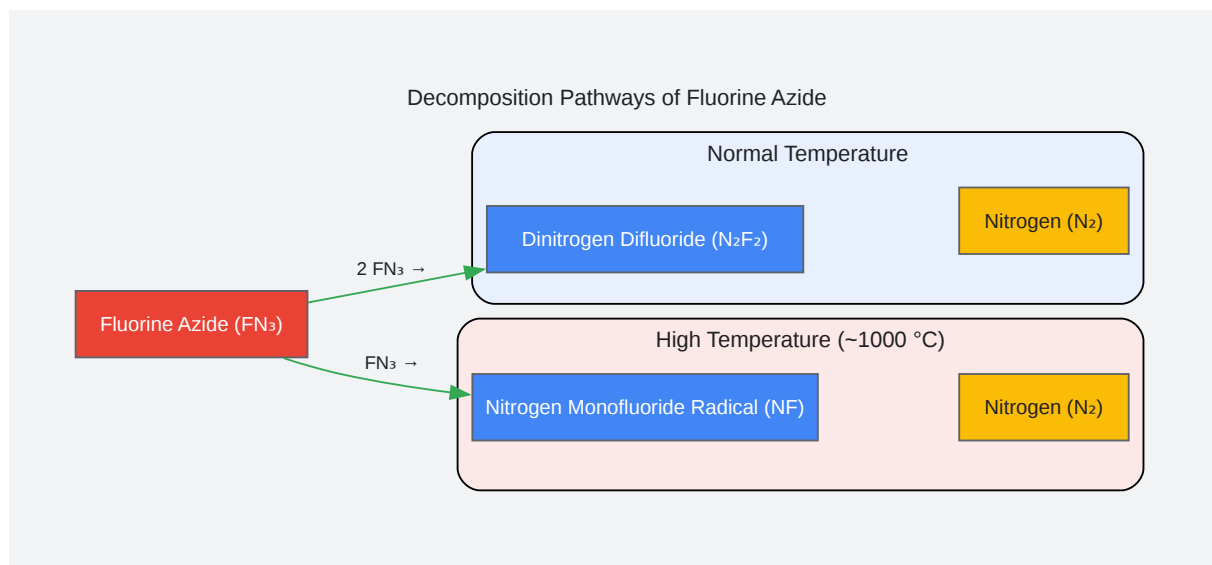 Decomposition Pathways of Fluorine Azide
Normal Temperature
Nitrogen (N₂)
Dinitrogen Difluoride (N₂F₂)
2 FN₃ →
Fluorine Azide (FN₃)
High Temperature (~1000 °C)
FN₃ →
Nitrogen Monofluoride Radical (NF)
Nitrogen (N₂)